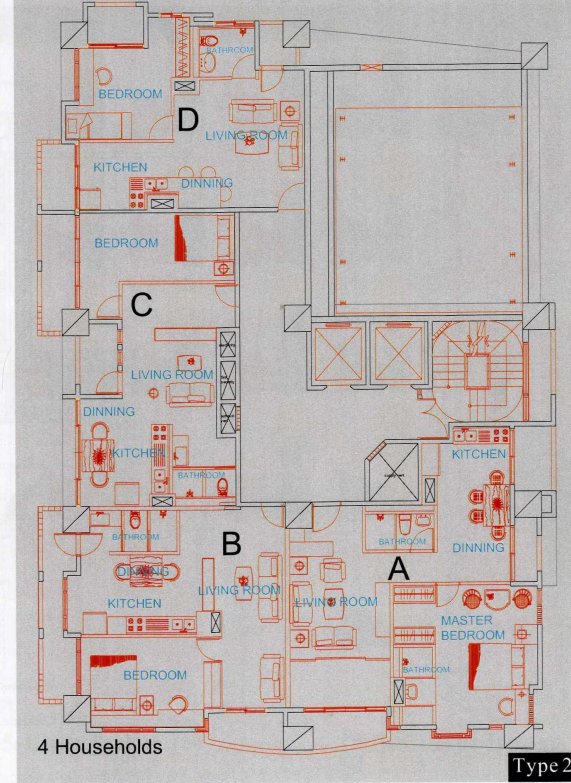 BATHROOM
BEDROOM
D
LIVING ROOM
KITCHEN
DINNING
BEDROOM
C
LIVING ROOM
DINNING
KITCHEN
BATHROOM
KITCHEN
BATHROOM
B
BATHROOM
DINNING
DINNING
A
LIVING ROOM
LIVING ROOM
KITCHEN
MASTER
BEDROOM
BATHROOM
BEDROOM
4 Households
Type 2